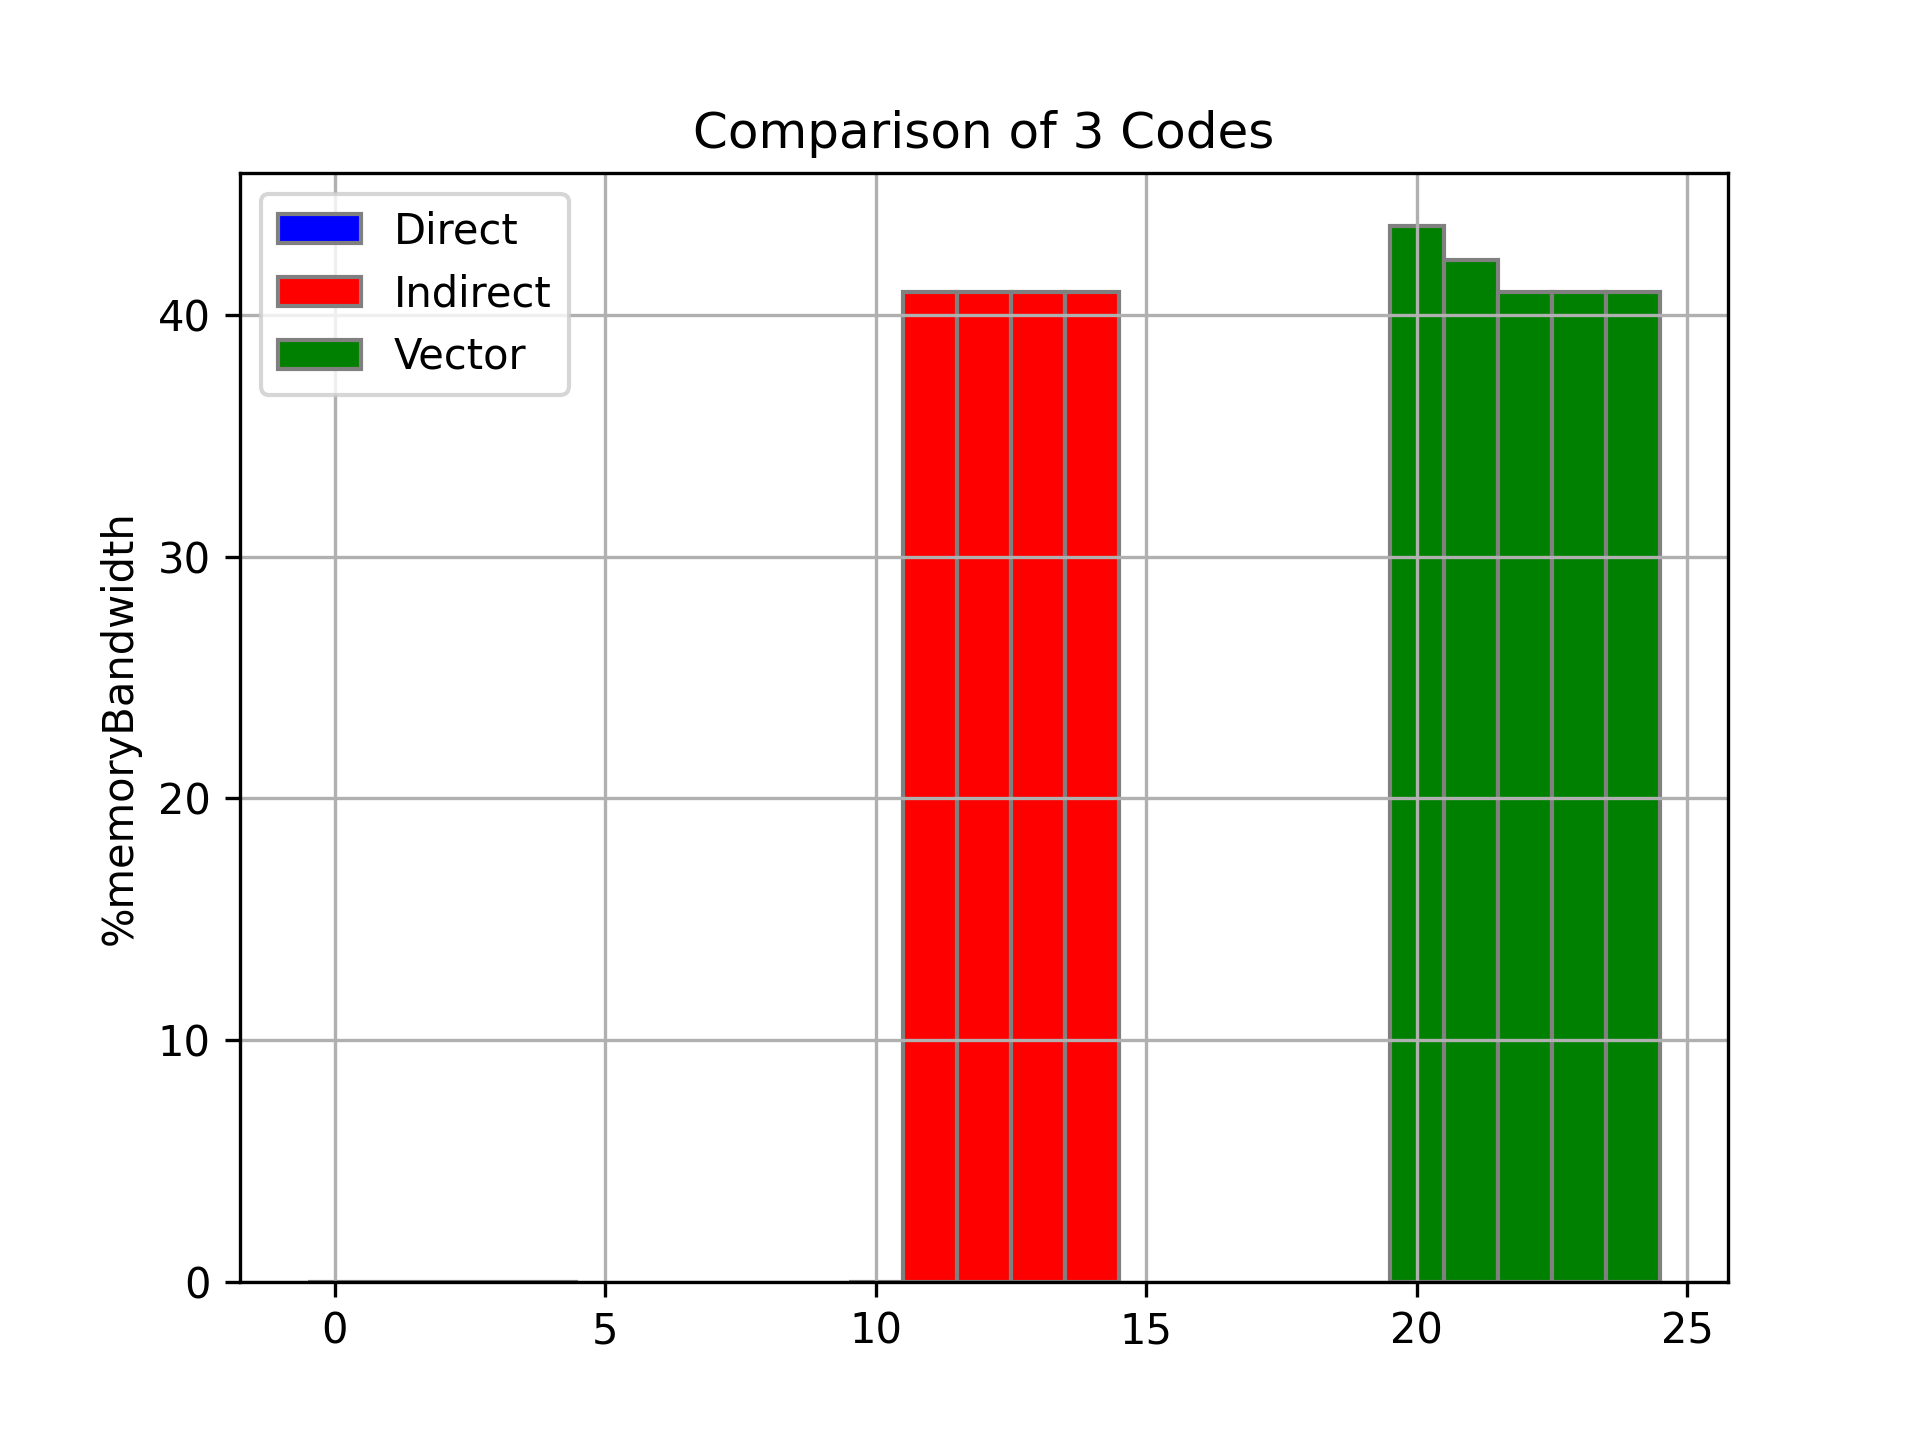 Comparison of 3 Codes
Direct
Indirect
Vector
%memoryBandwidth
40
30
20
10
0
0 5 10 15 20 25